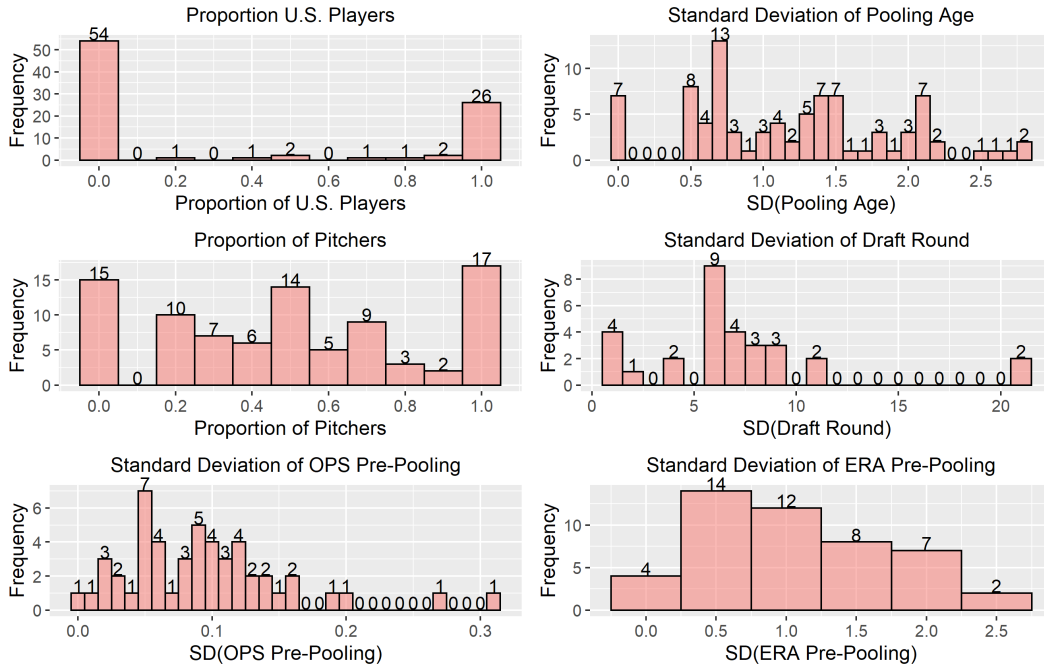 Proportion U.S. Players
Frequency
50
40
30
20
10
0
54 0 1 0 1 2 0 1 1 2 26
0.0 0.2 0.4 0.6 0.8 1.0
Proportion of U.S. Players
Standard Deviation of Pooling Age
Frequency
10
5
0
7 0 0 0 0 8 4 13 3 1 3 4 2 5 7 7 1 1 3 1 3 7 2 0 0 1 1 1 2
0.0 0.5 1.0 1.5 2.0 2.5
SD(Pooling Age)
Proportion of Pitchers
Frequency
15
10
5
0
15 0 10 7 6 14 5 9 3 2 17
0.0 0.2 0.4 0.6 0.8 1.0
Proportion of Pitchers
Standard Deviation of Draft Round
Frequency
8
6
4
2
0
4 1 0 2 0 9 4 3 3 0 2 0 0 0 0 0 0 0 0 0 2
0 5 10 15 20
SD(Draft Round)
Standard Deviation of OPS Pre-Pooling
Frequency
6
4
2
0
1 1 3 2 1 7 4 1 3 5 4 3 4 2 2 1 2 0 0 1 1 0 0 0 0 0 0 1 0 0 0 1
0.0 0.1 0.2 0.3
SD(OPS Pre-Pooling)
Standard Deviation of ERA Pre-Pooling
Frequency
10
5
0
4 14 12 8 7 2
0.0 0.5 1.0 1.5 2.0 2.5
SD(ERA Pre-Pooling)